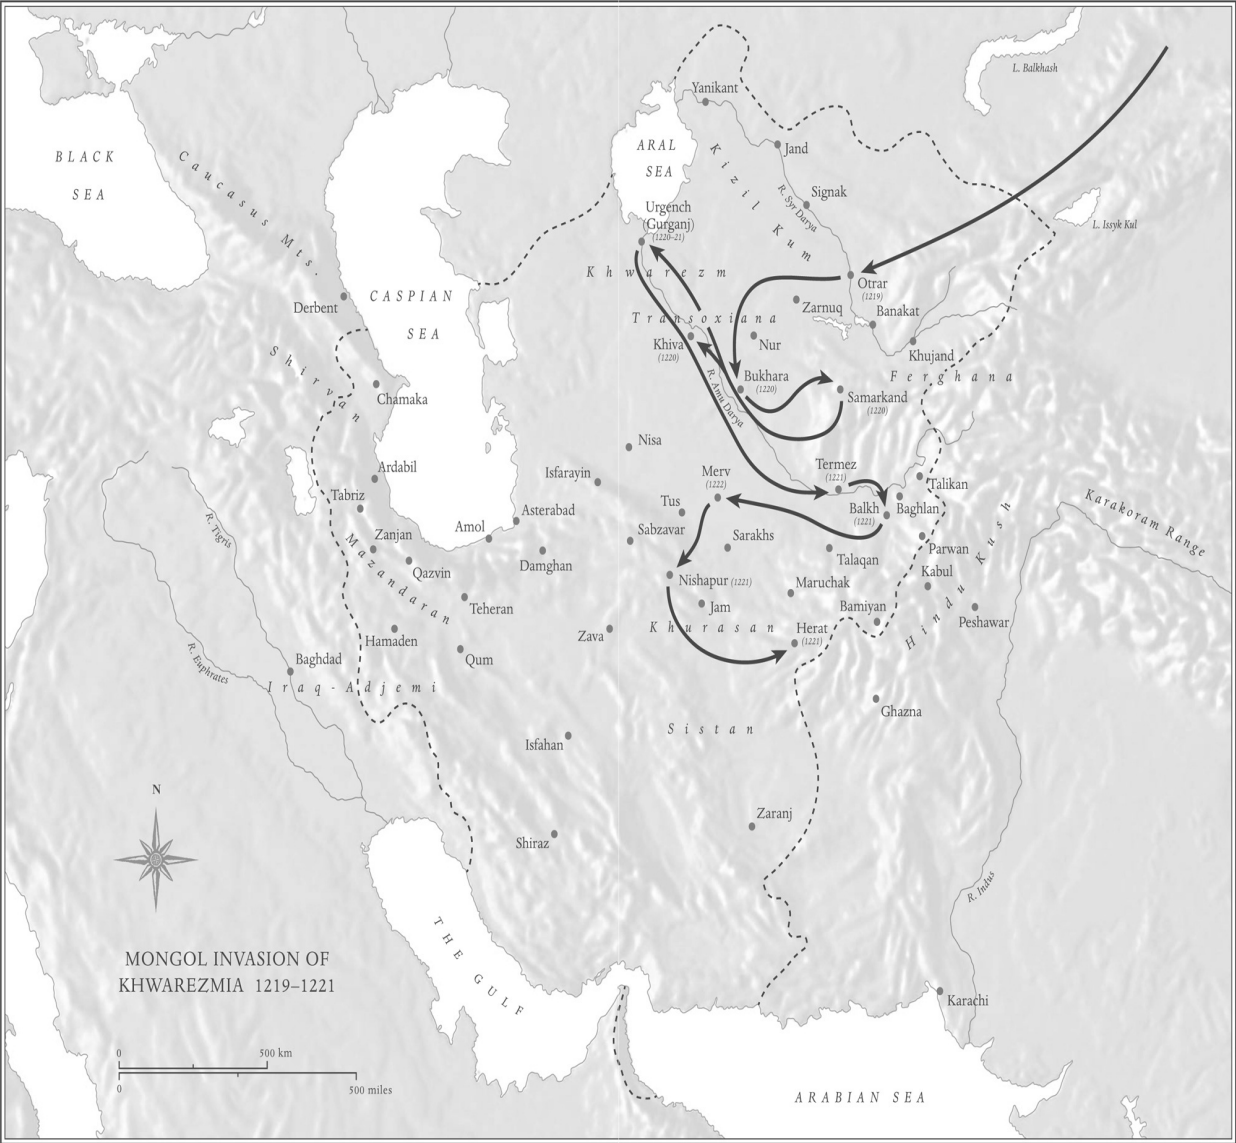 L. Balkhash
Yanikant
BLACK
SEA
Caucasus Mts.
ARAL
SEA
Jand
Kizil Kum
R. Syr Darya
Signak
Urgench
(Gurganj)
(1220–21)
L. Issyk Kul
Khwarezm
Otrar
(1219)
CASPIAN
SEA
Derbent
Zarnuq
Banakat
Transoxiana
Khiva
(1220)
Nur
Khujand
Shirvan
Bukhara
(1220)
Ferghana
R. Amu Darya
Chamaka
Samarkand
(1220)
Nisa
Ardabil
Isfarayin
Merv
(1222)
Termez
(1221)
Talikan
Tabriz
Tus
Asterabad
Balkh
(1221)
Baghlan
Karakoram Range
R. Tigris
Amol
Sabzavar
Zanjan
Sarakhs
Parwan
Hindu Kush
Mazandaran
Damghan
Talaqan
Qazvin
Nishapur (1221)
Maruchak
Kabul
Teheran
Jam
Bamiyan
Peshawar
Hamaden
Zava
Khurasan
Herat
(1221)
R. Euphrates
Baghdad
Qum
Iraq-Adjemi
Ghazna
Sistan
Isfahan
N
Zaranj
Shiraz
R. Indus
THE GULF
MONGOL INVASION OF
KHWAREZMIA 1219–1221
Karachi
0 500 km
0 500 miles
ARABIAN SEA